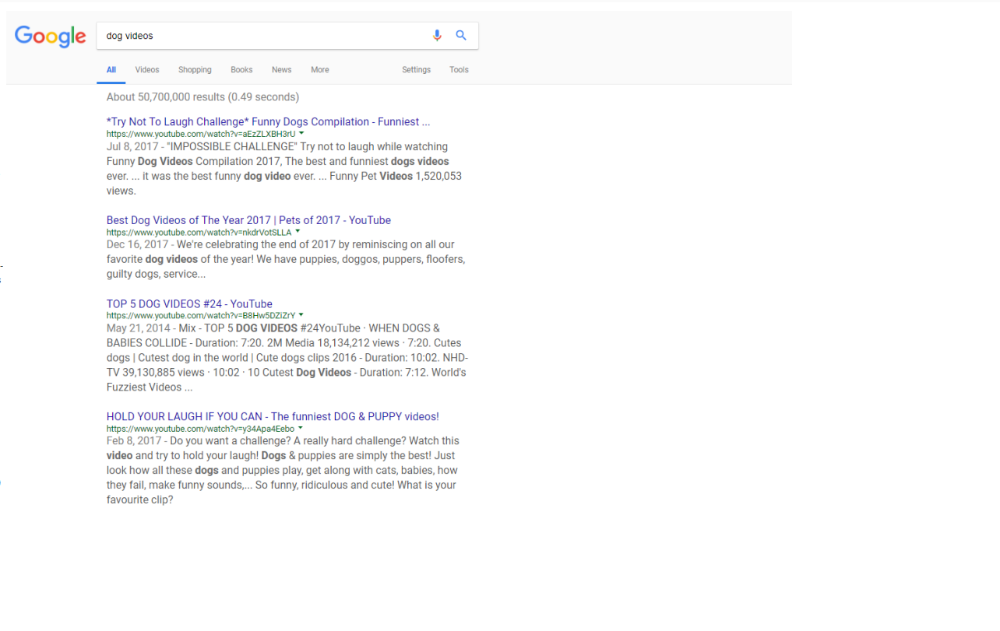 Google
dog videos
All Videos Shopping Books News More Settings Tools
About 50,700,000 results (0.49 seconds)
*Try Not To Laugh Challenge* Funny Dogs Compilation - Funniest ...
https://www.youtube.com/watch?v=aEzZLXBH3rU
Jul 8, 2017 - "IMPOSSIBLE CHALLENGE" Try not to laugh while watching
Funny Dog Videos Compilation 2017, The best and funniest dogs videos
ever. ... it was the best funny dog video ever. ... Funny Pet Videos 1,520,053
views.
Best Dog Videos of The Year 2017 | Pets of 2017 - YouTube
https://www.youtube.com/watch?v=nkdrVotSLLA
Dec 16, 2017 - We're celebrating the end of 2017 by reminiscing on all our
favorite dog videos of the year! We have puppies, doggos, puppers, floofers,
guilty dogs, service...
TOP 5 DOG VIDEOS #24 - YouTube
https://www.youtube.com/watch?v=B8Hw5DZiZrY
May 21, 2014 - Mix - TOP 5 DOG VIDEOS #24YouTube · WHEN DOGS &
BABIES COLLIDE - Duration: 7:20. 2M Media 18,134,212 views · 7:20. Cutes
dogs | Cutest dog in the world | Cute dogs clips 2016 - Duration: 10:02. NHD-
TV 39,130,885 views · 10:02 · 10 Cutest Dog Videos - Duration: 7:12. World's
Fuzziest Videos ...
HOLD YOUR LAUGH IF YOU CAN - The funniest DOG & PUPPY videos!
https://www.youtube.com/watch?v=y34Apa4Eebo
Feb 8, 2017 - Do you want a challenge? A really hard challenge? Watch this
video and try to hold your laugh! Dogs & puppies are simply the best! Just
look how all these dogs and puppies play, get along with cats, babies, how
they fail, make funny sounds,... So funny, ridiculous and cute! What is your
favourite clip?